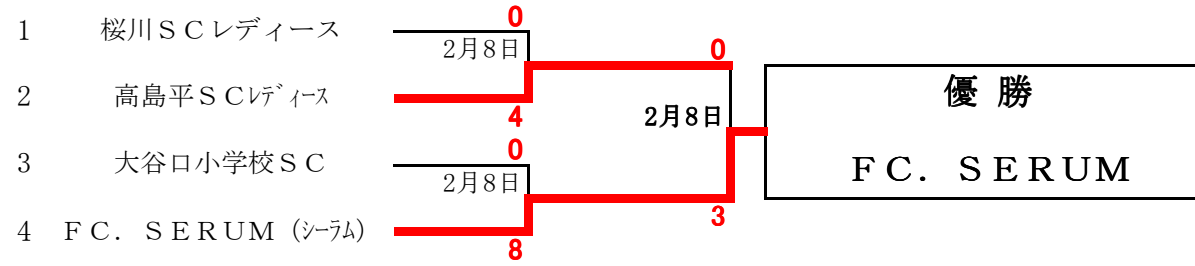 0
1 桜川ＳＣレディース
2月8日
0
2 高島平ＳＣﾚﾃﾞｨｰｽ
4
2月8日
優 勝
0
3 大谷口小学校ＳＣ
2月8日
ＦＣ．ＳＥＲＵＭ
3
4 ＦＣ．ＳＥＲＵＭ（ｼｰﾗﾑ）
8